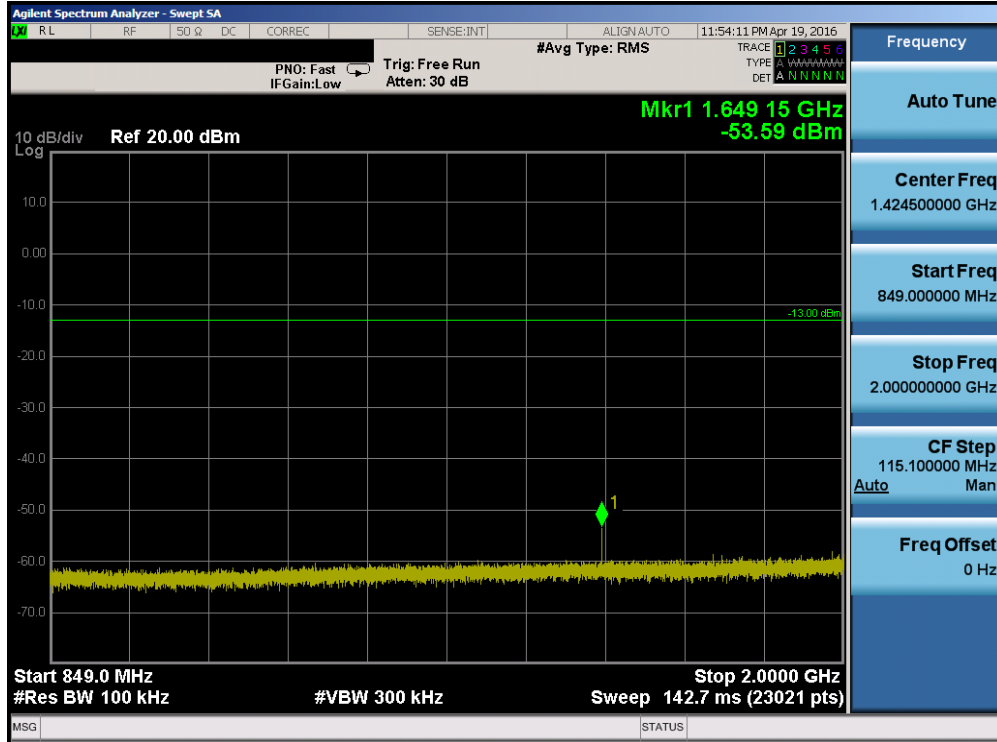 Agilent Spectrum Analyzer - Swept SA
LXI RL RF 50 Ω DC CORREC SENSE:INT ALIGN AUTO 11:54:11 PM Apr 19, 2016
#Avg Type: RMS TRACE 1 2 3 4 5 6
PNO: Fast Trig: Free Run TYPE A WWWWW
IFGain:Low Atten: 30 dB DET A N N N N N
Mkr1 1.649 15 GHz
10 dB/div Ref 20.00 dBm -53.59 dBm
Log
10.0
0.00
-10.0
-13.00 dBm
-20.0
-30.0
-40.0
-50.0
1
-60.0
-70.0
Start 849.0 MHz Stop 2.0000 GHz
#Res BW 100 kHz #VBW 300 kHz Sweep 142.7 ms (23021 pts)
MSG STATUS
Frequency
Auto Tune
Center Freq
1.424500000 GHz
Start Freq
849.000000 MHz
Stop Freq
2.000000000 GHz
CF Step
115.100000 MHz
Auto Man
Freq Offset
0 Hz